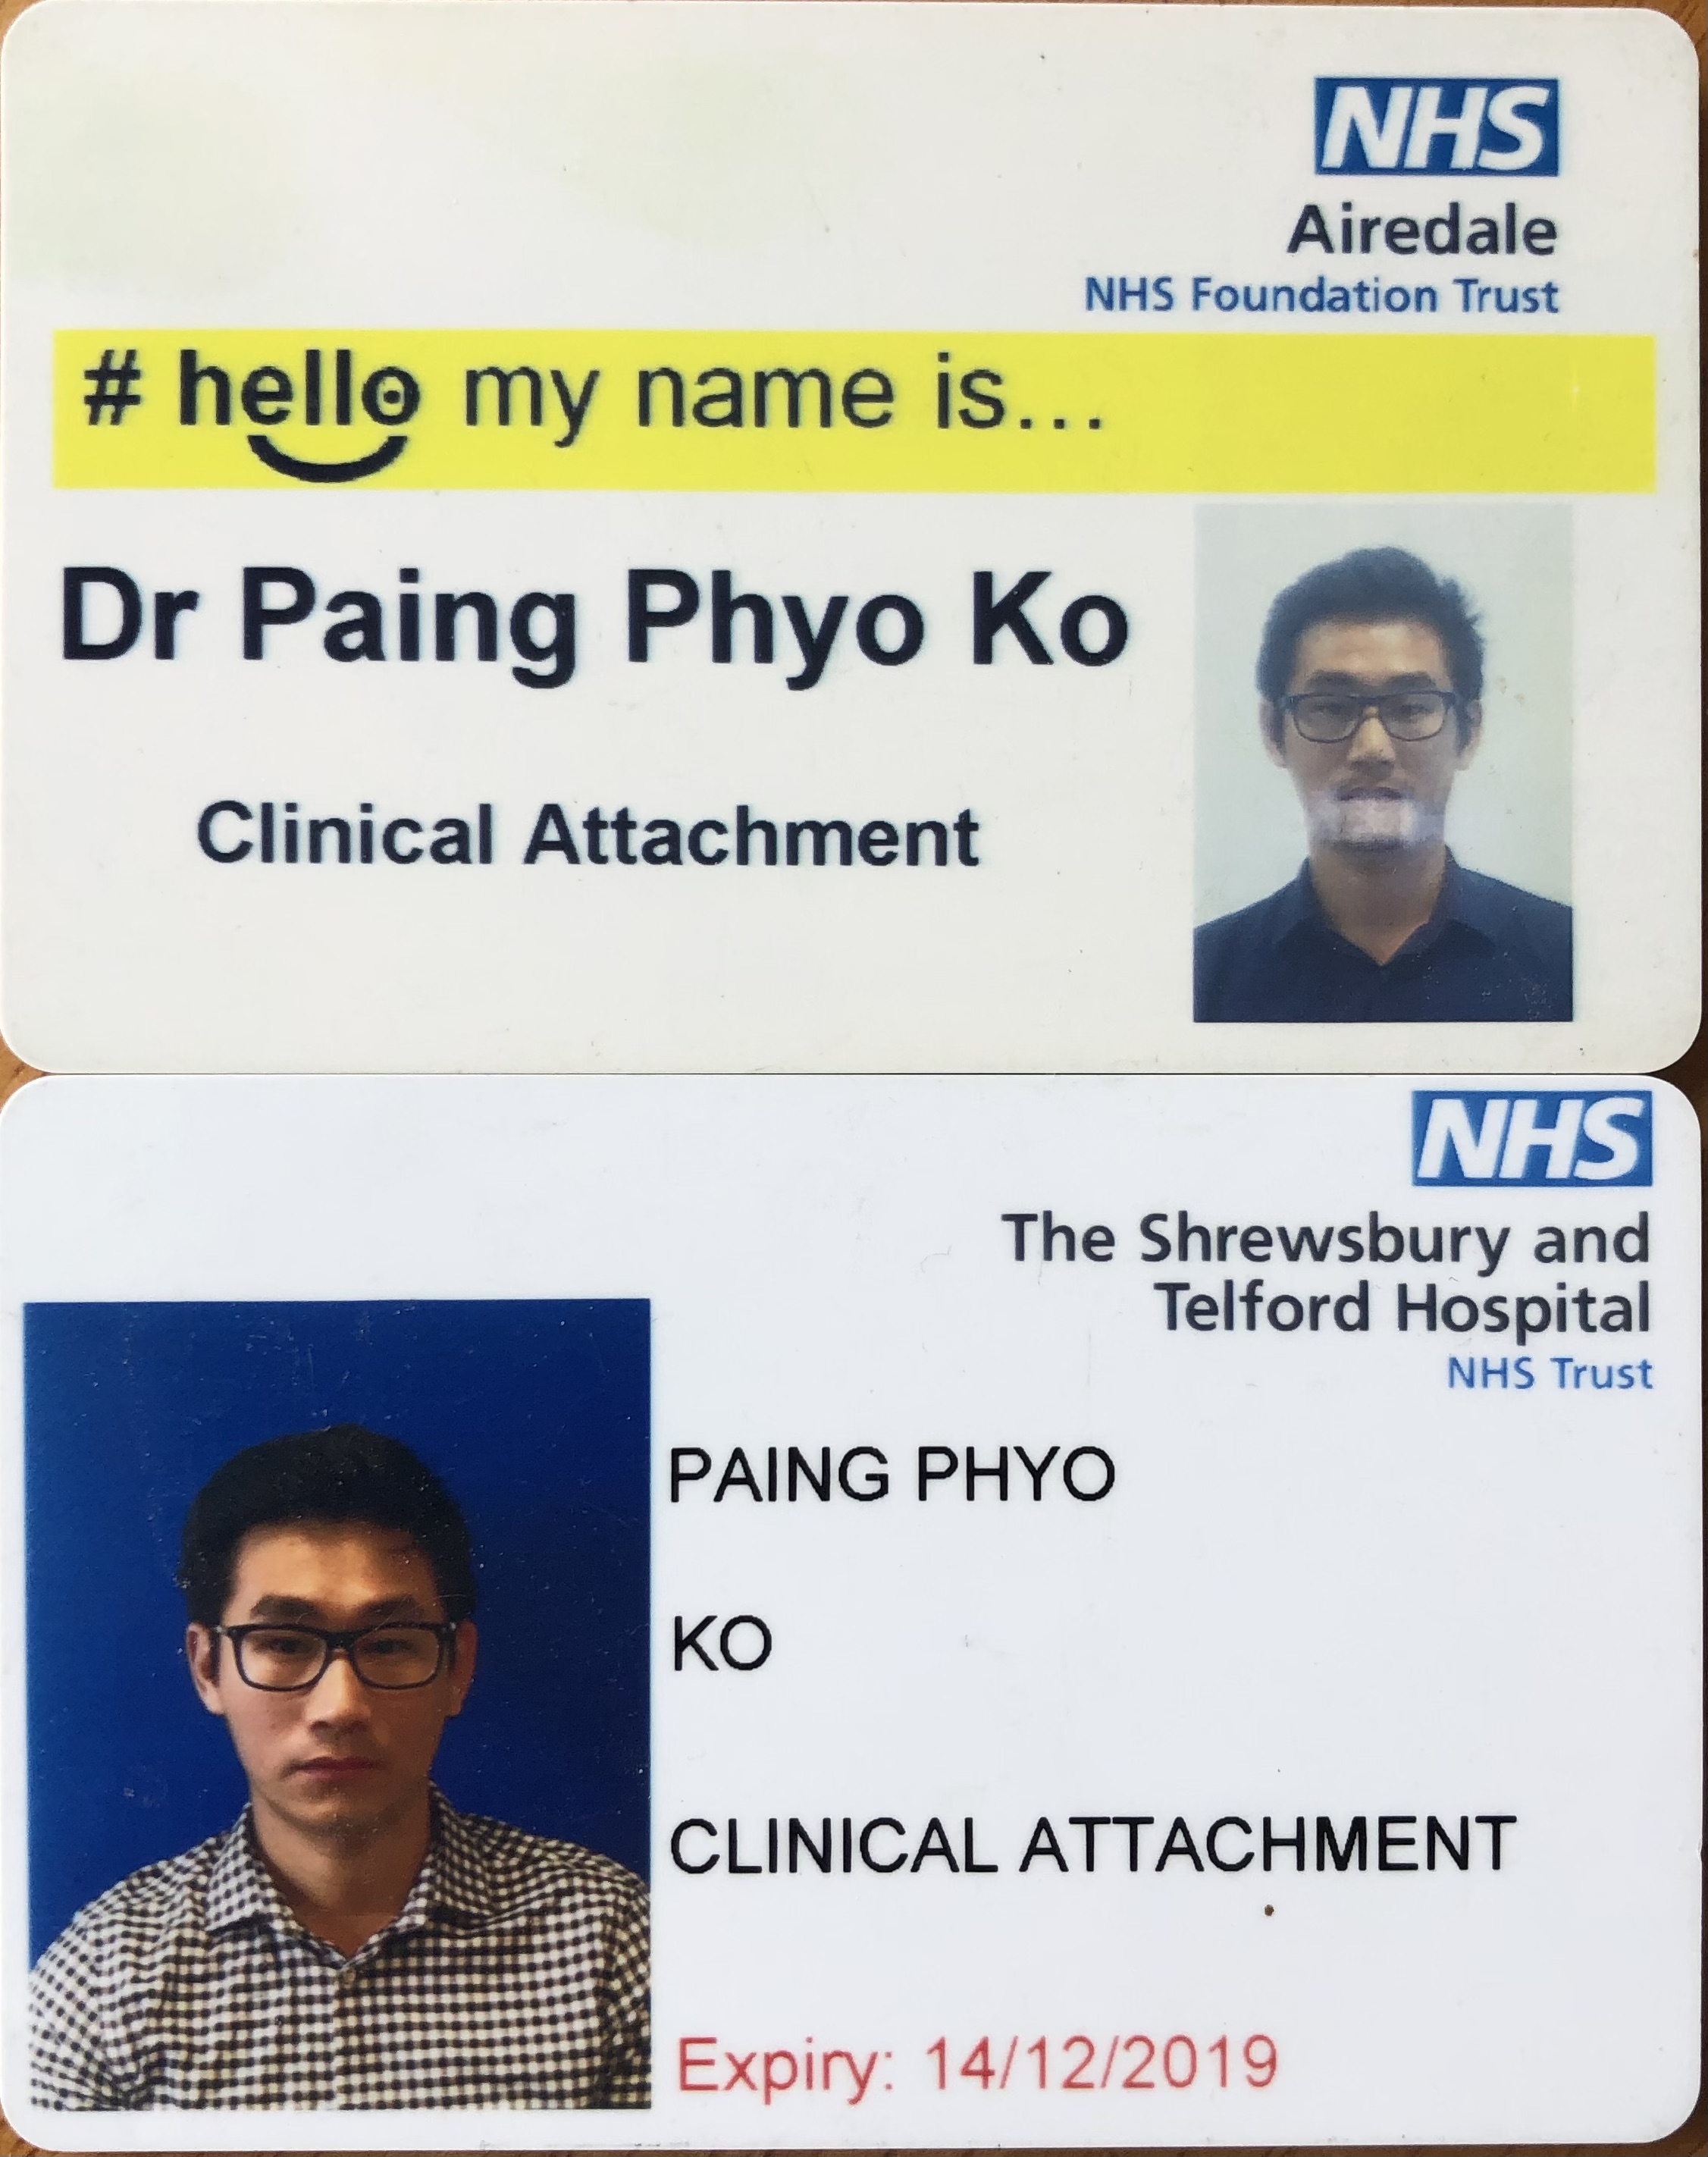 NHS
Airedale
NHS Foundation Trust
# hello my name is...
Dr Paing Phyo Ko
Clinical Attachment
NHS
The Shrewsbury and
Telford Hospital
NHS Trust
PAING PHYO
KO
CLINICAL ATTACHMENT
Expiry: 14/12/2019